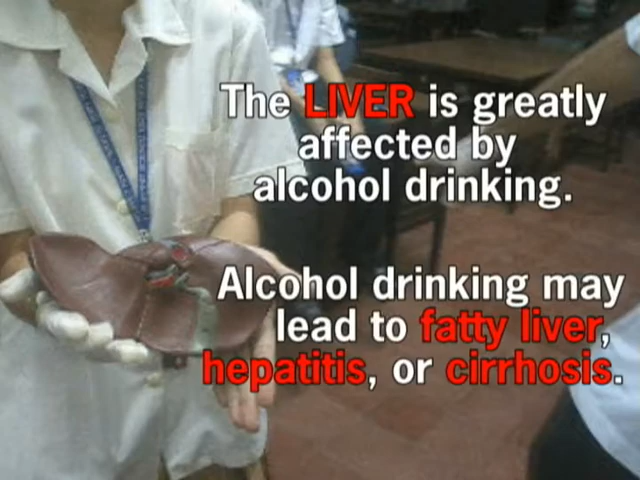 The LIVER is greatly
affected by
alcohol drinking.
Alcohol drinking may
lead to fatty liver,
hepatitis, or cirrhosis.